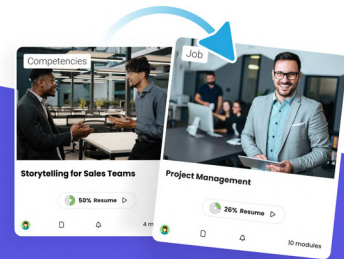 Competencies
Storytelling for Sales Teams
50% Resume
4 m
Job
Project Management
26% Resume
10 modules